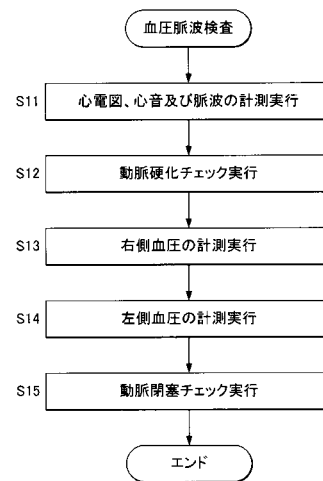 血圧脈波検査
S11 心電図、心音及び脈波の計測実行
S12 動脈硬化チェック実行
S13 右側血圧の計測実行
S14 左側血圧の計測実行
S15 動脈閉塞チェック実行
エンド